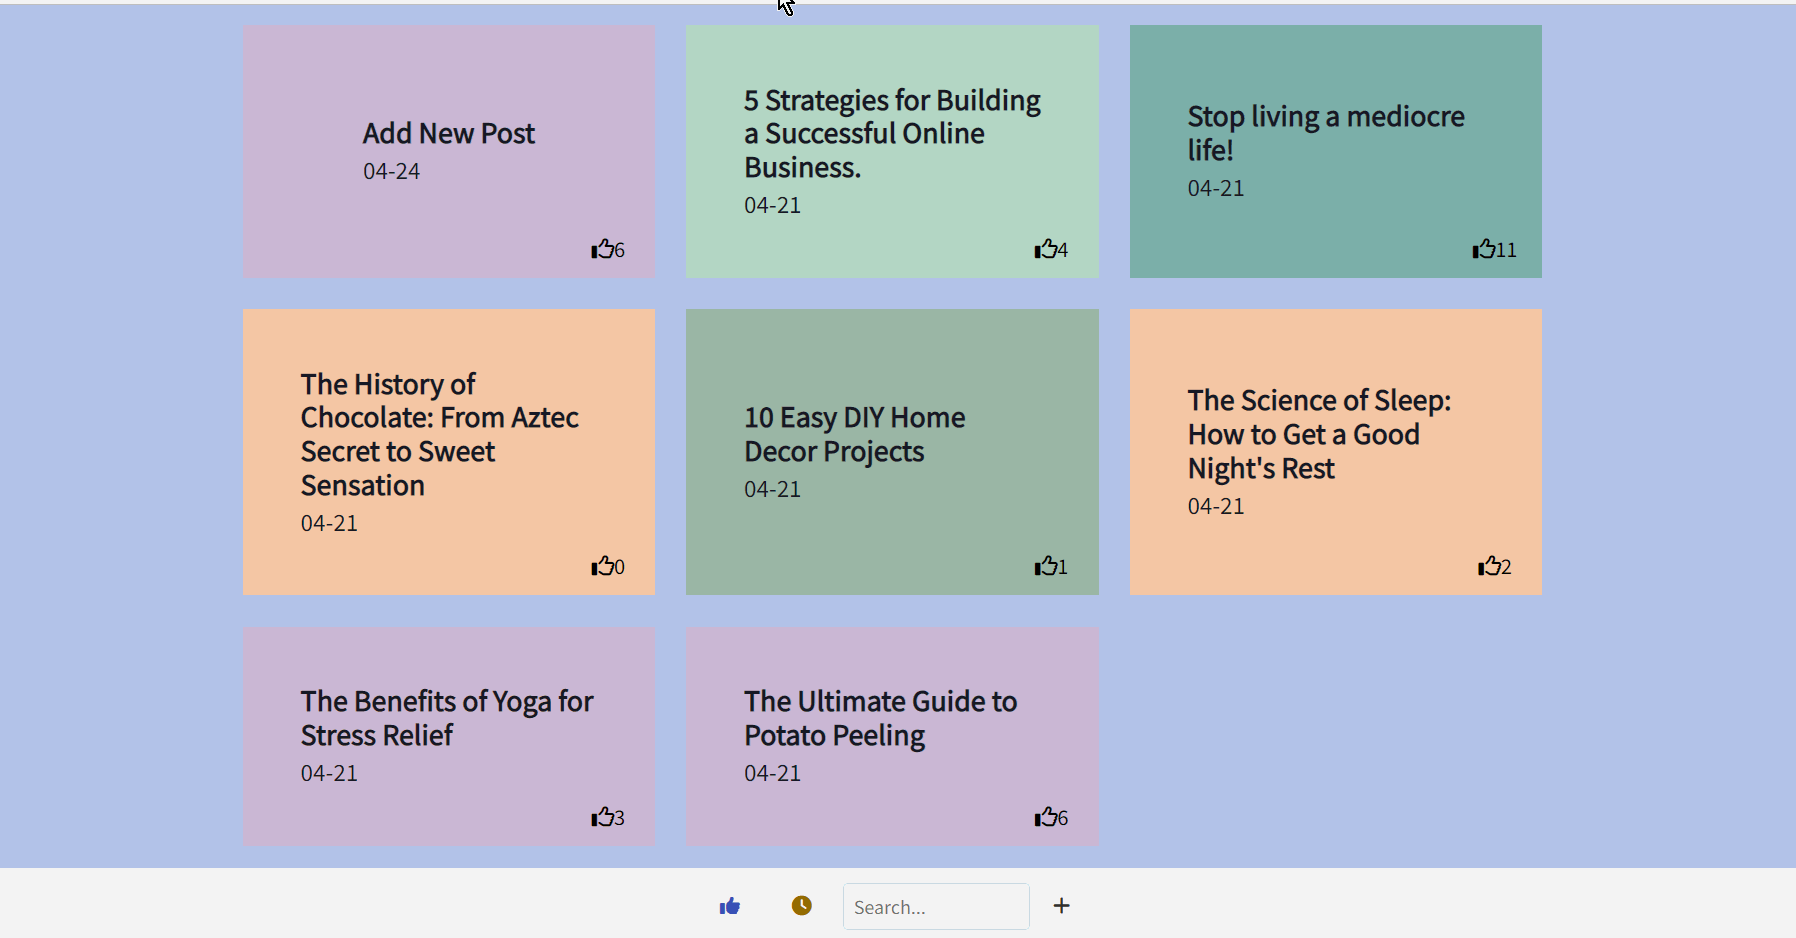 Add New Post
04-24
6
5 Strategies for Building
a Successful Online
Business.
04-21
4
Stop living a mediocre
life!
04-21
11
The History of
Chocolate: From Aztec
Secret to Sweet
Sensation
04-21
0
10 Easy DIY Home
Decor Projects
04-21
1
The Science of Sleep:
How to Get a Good
Night's Rest
04-21
2
The Benefits of Yoga for
Stress Relief
04-21
3
The Ultimate Guide to
Potato Peeling
04-21
6
Search...